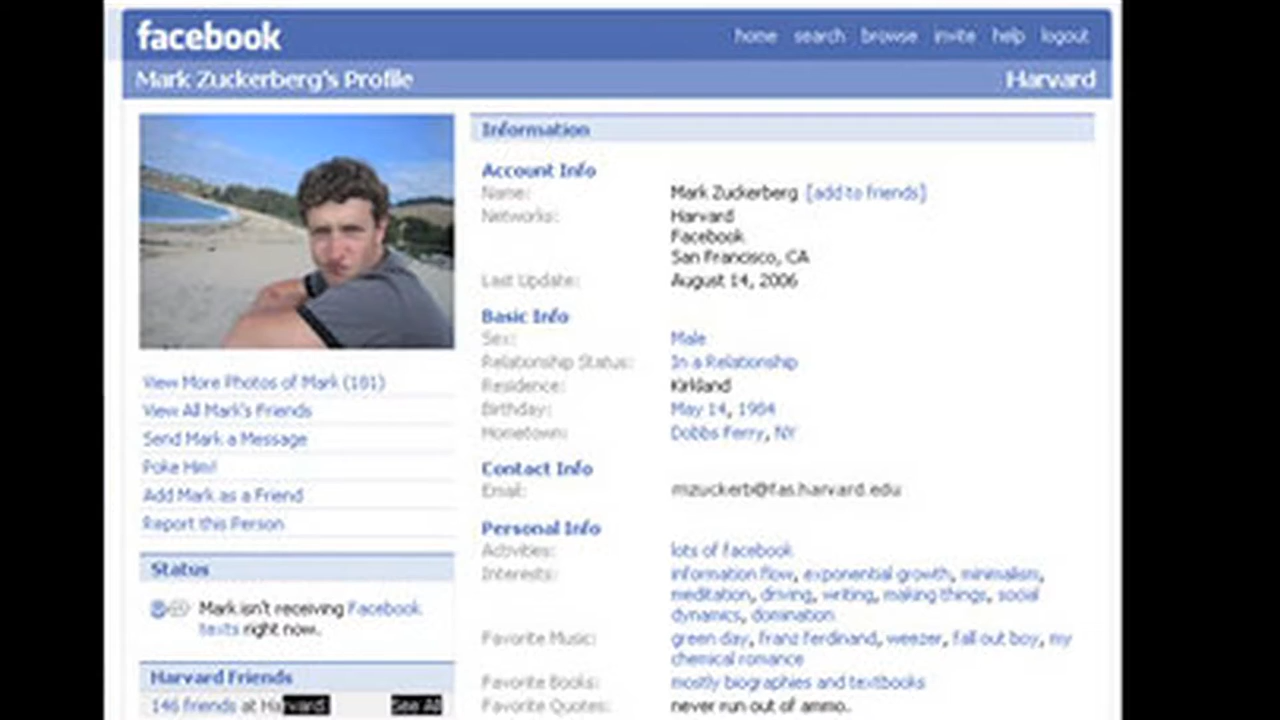 facebook
home search browse invite help logout
Mark Zuckerberg's Profile
Harvard
View More Photos of Mark (181)
View All Mark's Friends
Send Mark a Message
Poke Him!
Add Mark as a Friend
Report this Person
Status
Mark isn't receiving Facebook
texts right now.
Harvard Friends
146 friends at Harvard. See All
Information
Account Info
Name: Mark Zuckerberg [add to friends]
Networks: Harvard
Facebook
San Francisco, CA
Last Update: August 14, 2006
Basic Info
Sex: Male
Relationship Status: In a Relationship
Residence: Kirkland
Birthday: May 14, 1984
Hometown: Dobbs Ferry, NY
Contact Info
Email: mzuckerb@fas.harvard.edu
Personal Info
Activities: lots of facebook
Interests: information flow, exponential growth, minimalism,
meditation, driving, writing, making things, social
dynamics, domination
Favorite Music: green day, franz ferdinand, weezer, fall out boy, my
chemical romance
Favorite Books: mostly biographies and textbooks
Favorite Quotes: never run out of ammo.